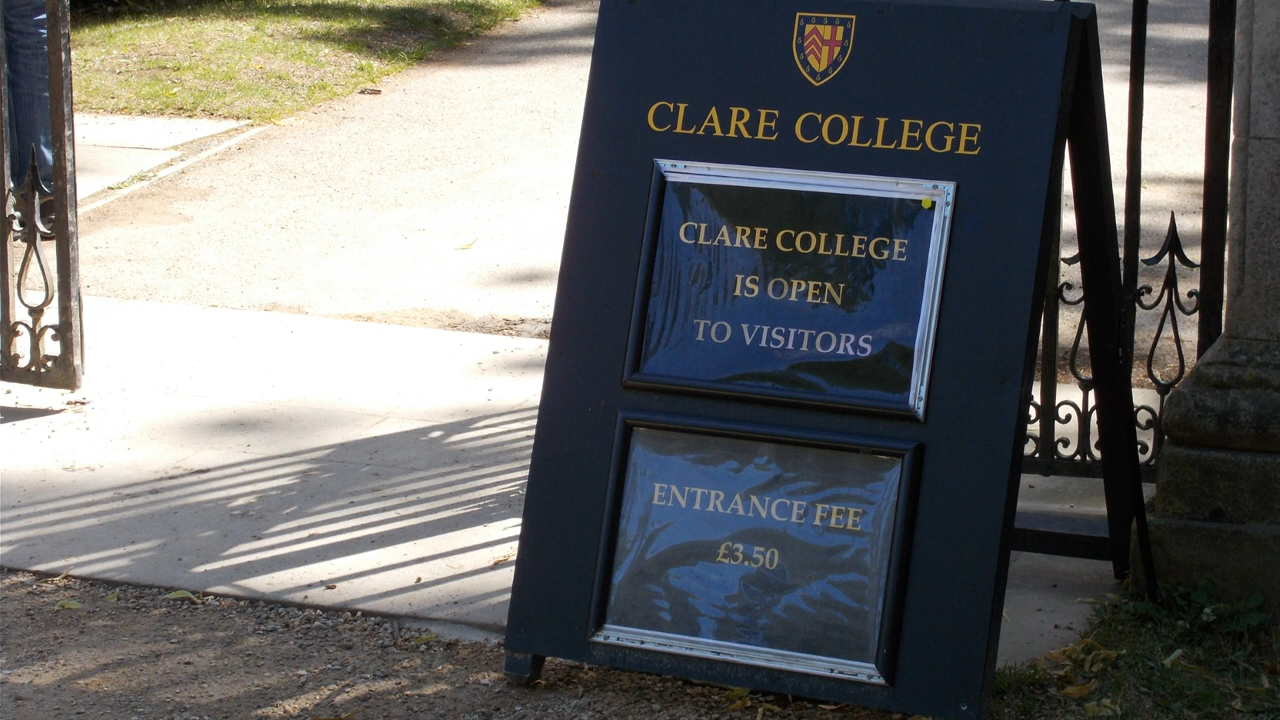 CLARE COLLEGE
CLARE COLLEGE
IS OPEN
TO VISITORS
ENTRANCE FEE
£3.50